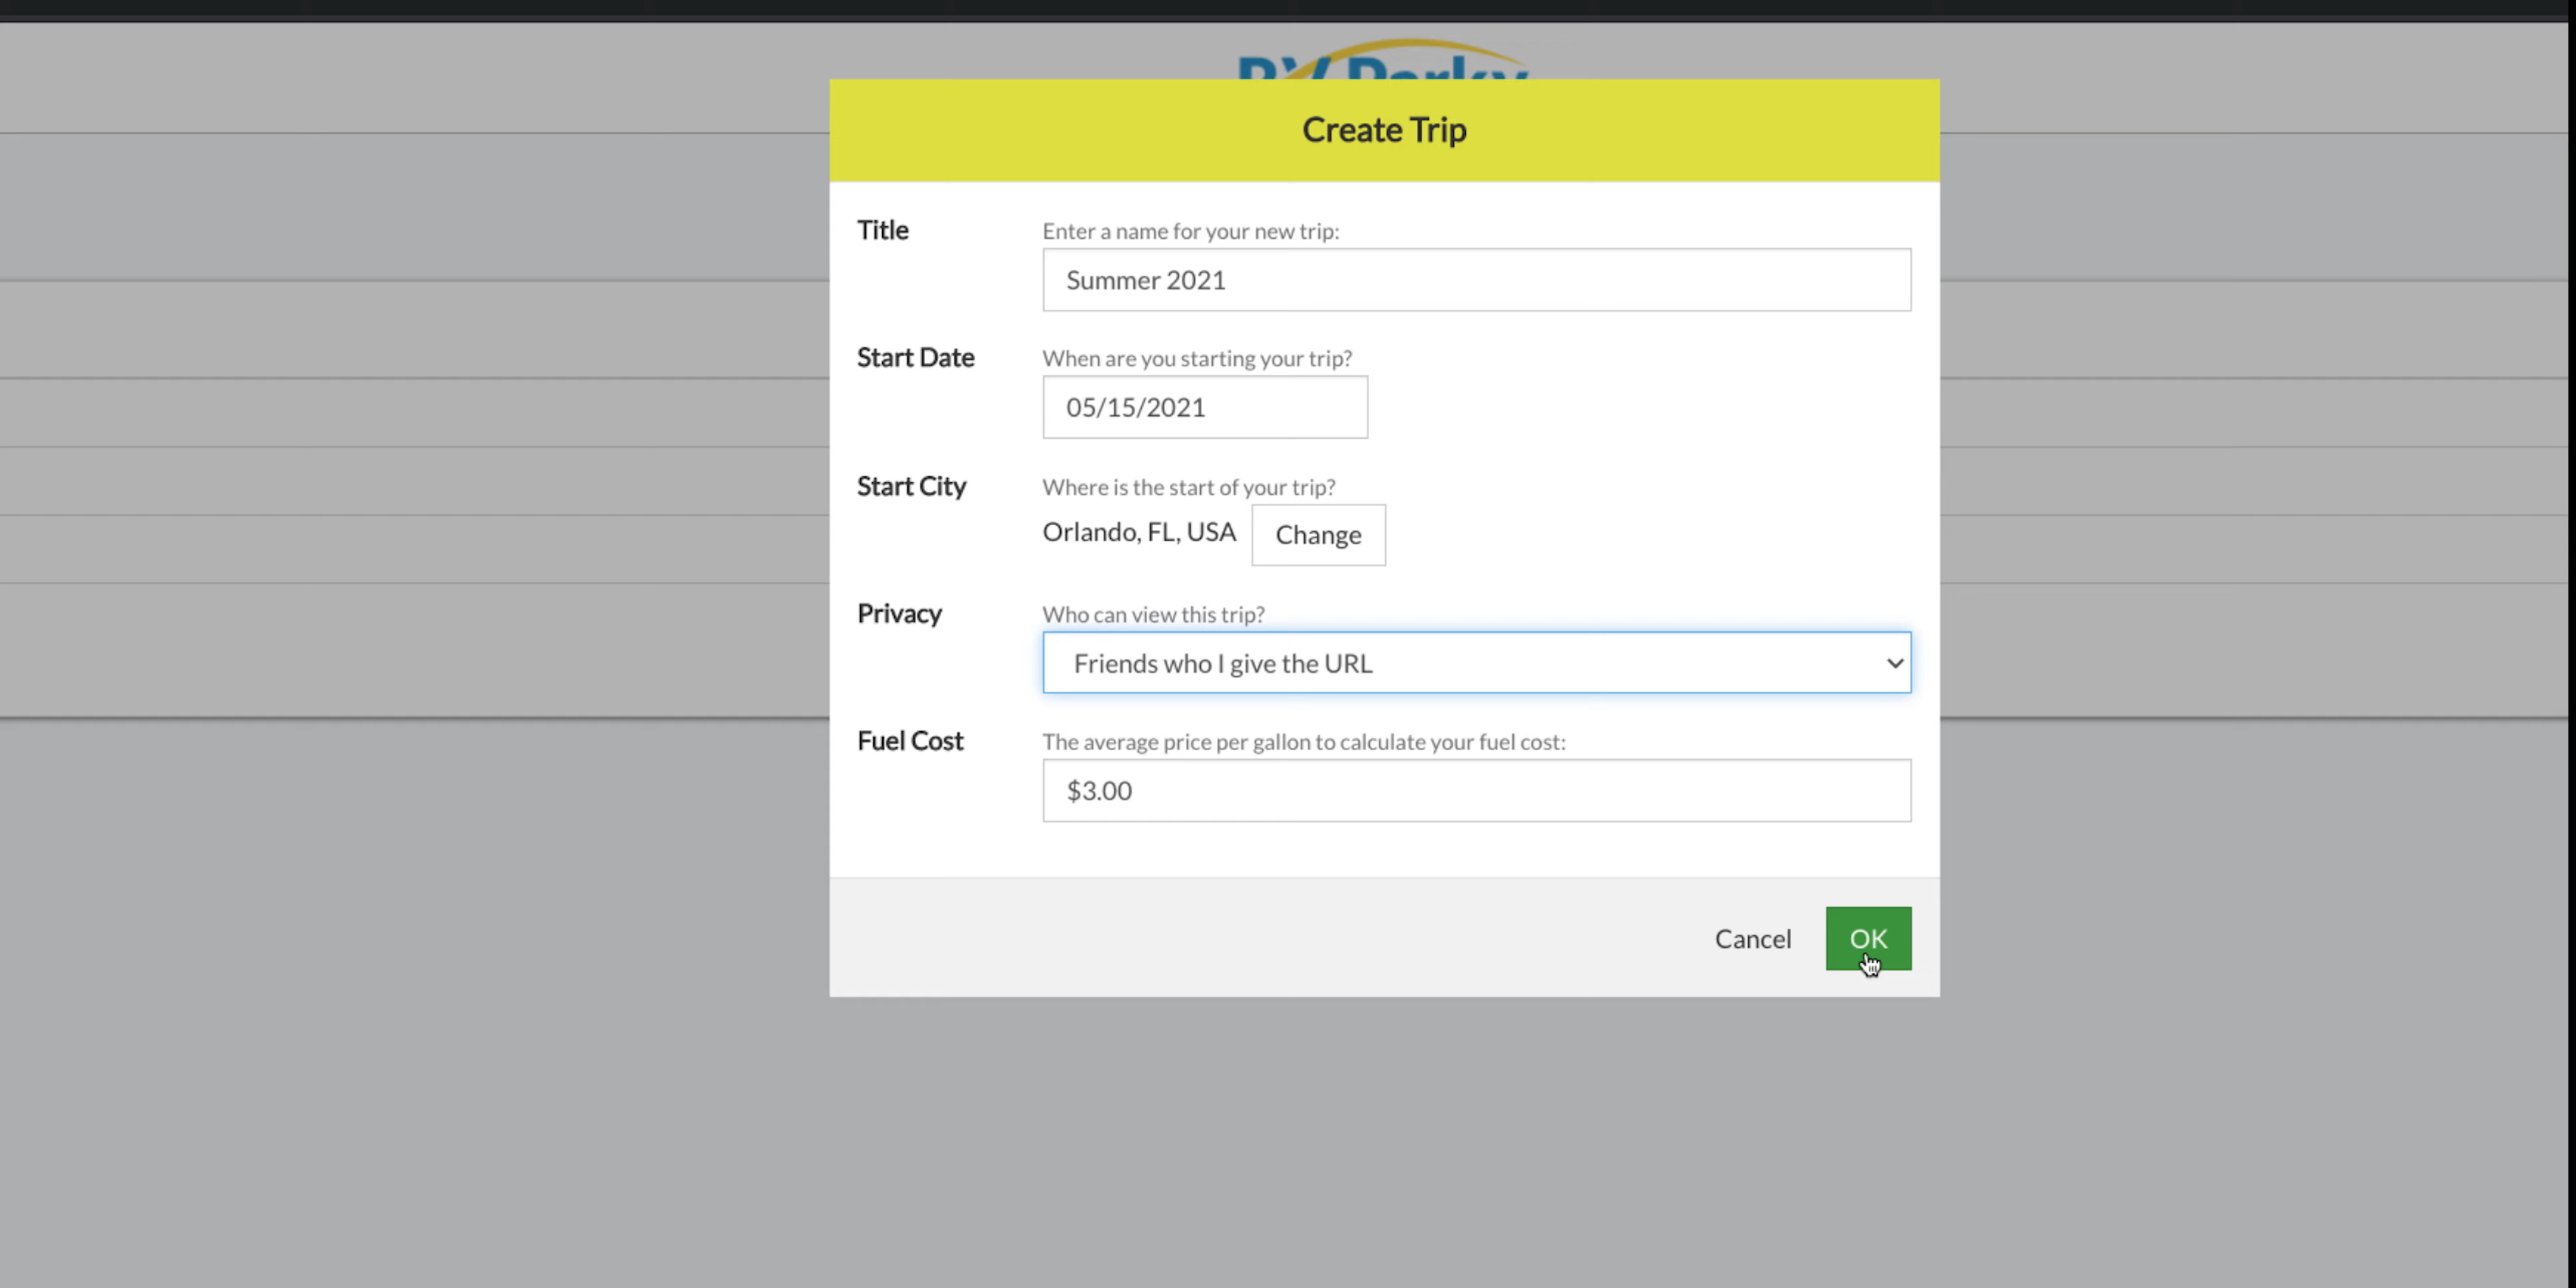 RV Parky
Create Trip
Title
Enter a name for your new trip:
Summer 2021
Start Date
When are you starting your trip?
05/15/2021
Start City
Where is the start of your trip?
Orlando, FL, USA
Change
Privacy
Who can view this trip?
Friends who I give the URL
Fuel Cost
The average price per gallon to calculate your fuel cost:
$3.00
Cancel
OK